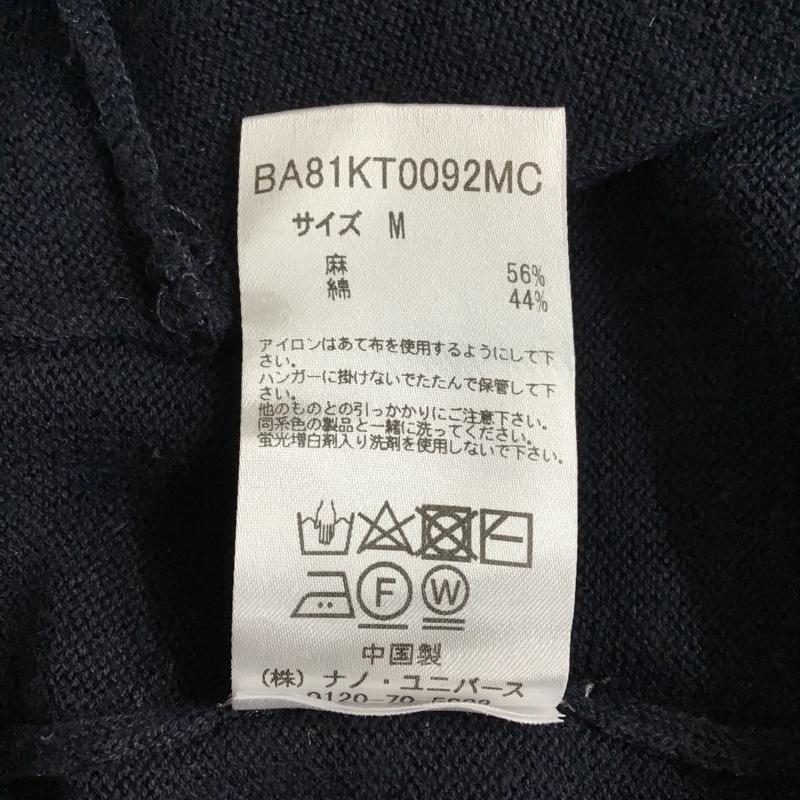 BA81KT0092MC
サイズ M
麻 56%
綿 44%
アイロンはあて布を使用するようにして下
さい。
ハンガーに掛けないでたたんで保管して下
さい。
他のものとの引っかかりにご注意下さい。
同系色の製品と一緒に洗ってください。
蛍光増白剤入り洗剤を使用しないで下さい。
F W
中国製
(株) ナノ・ユニバース
0120-70-